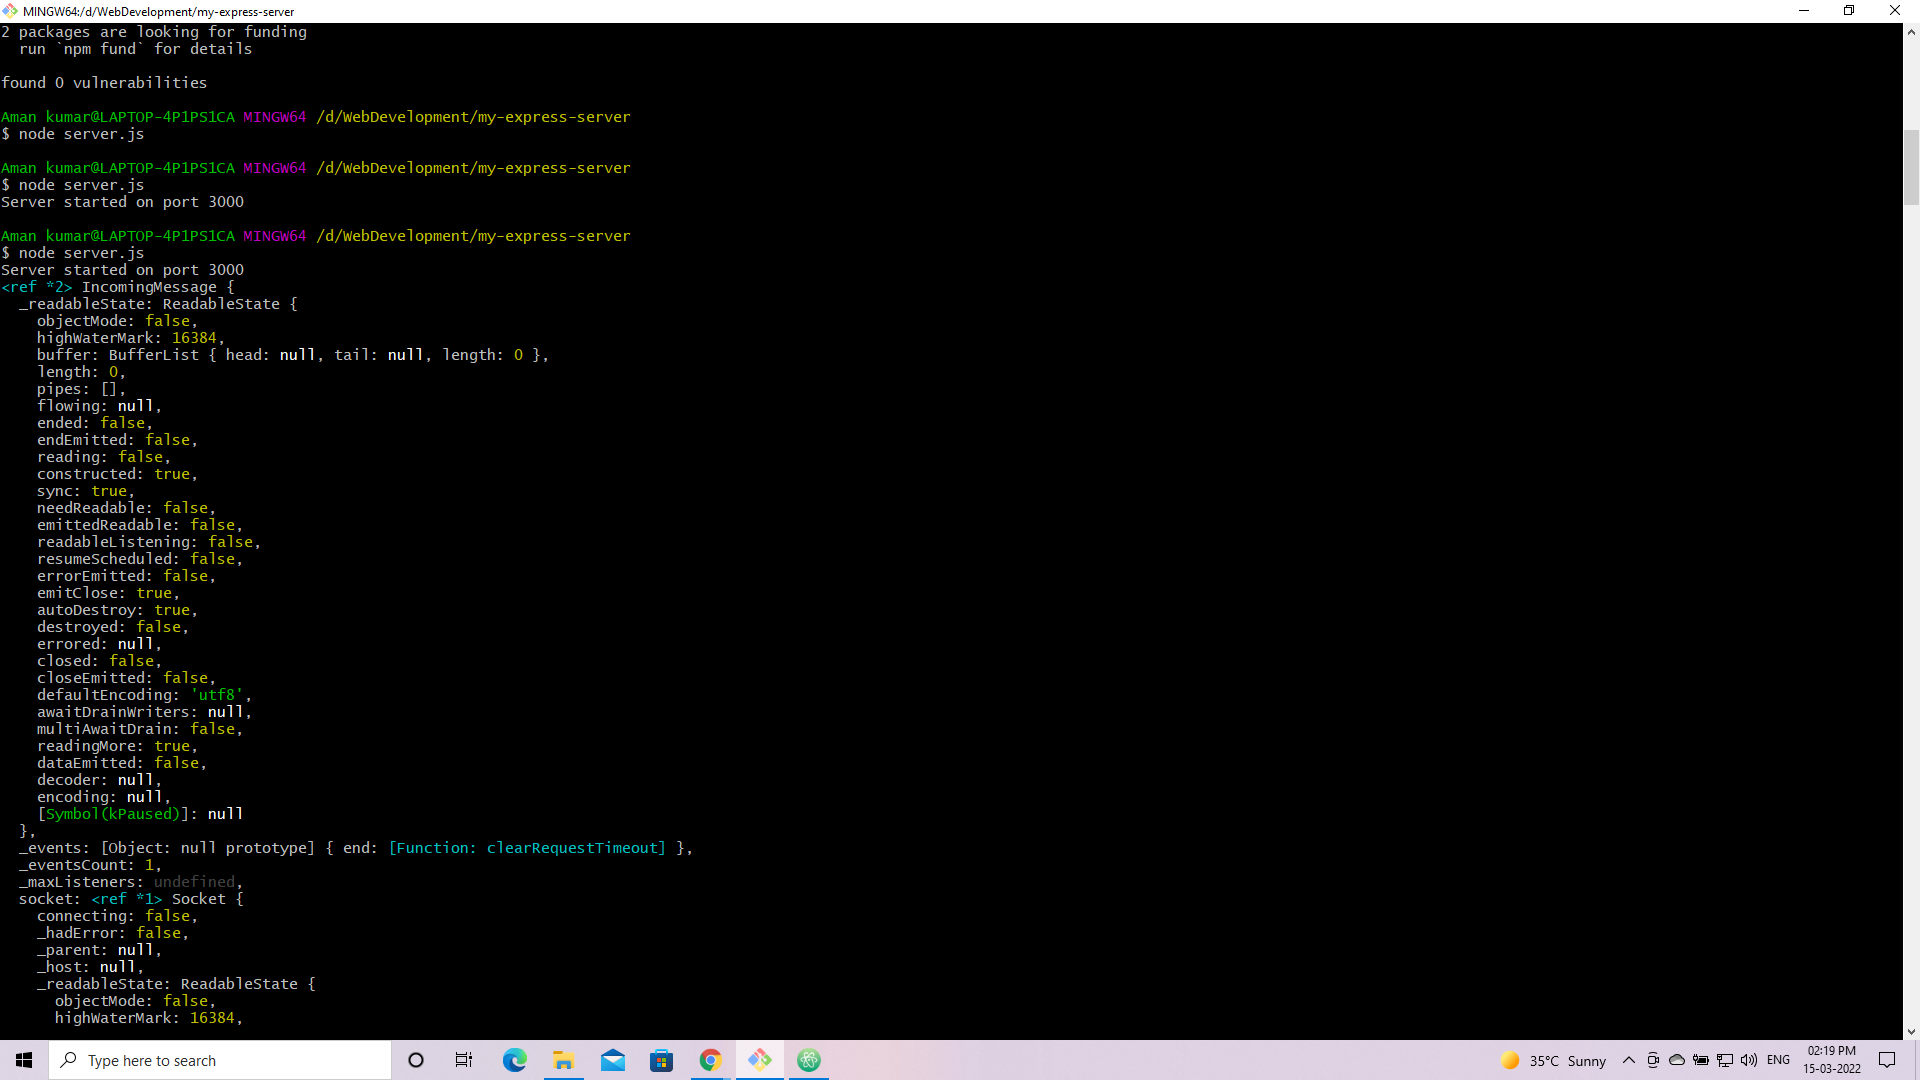 MINGW64:/d/WebDevelopment/my-express-server
2 packages are looking for funding
  run `npm fund` for details

found 0 vulnerabilities

Aman kumar@LAPTOP-4P1PS1CA MINGW64 /d/WebDevelopment/my-express-server
$ node server.js

Aman kumar@LAPTOP-4P1PS1CA MINGW64 /d/WebDevelopment/my-express-server
$ node server.js
Server started on port 3000

Aman kumar@LAPTOP-4P1PS1CA MINGW64 /d/WebDevelopment/my-express-server
$ node server.js
Server started on port 3000
<ref *2> IncomingMessage {
  _readableState: ReadableState {
    objectMode: false,
    highWaterMark: 16384,
    buffer: BufferList { head: null, tail: null, length: 0 },
    length: 0,
    pipes: [],
    flowing: null,
    ended: false,
    endEmitted: false,
    reading: false,
    constructed: true,
    sync: true,
    needReadable: false,
    emittedReadable: false,
    readableListening: false,
    resumeScheduled: false,
    errorEmitted: false,
    emitClose: true,
    autoDestroy: true,
    destroyed: false,
    errored: null,
    closed: false,
    closeEmitted: false,
    defaultEncoding: 'utf8',
    awaitDrainWriters: null,
    multiAwaitDrain: false,
    readingMore: true,
    dataEmitted: false,
    decoder: null,
    encoding: null,
    [Symbol(kPaused)]: null
  },
  _events: [Object: null prototype] { end: [Function: clearRequestTimeout] },
  _eventsCount: 1,
  _maxListeners: undefined,
  socket: <ref *1> Socket {
    connecting: false,
    _hadError: false,
    _parent: null,
    _host: null,
    _readableState: ReadableState {
      objectMode: false,
      highWaterMark: 16384,
Type here to search
35°C Sunny
ENG
02:19 PM
15-03-2022